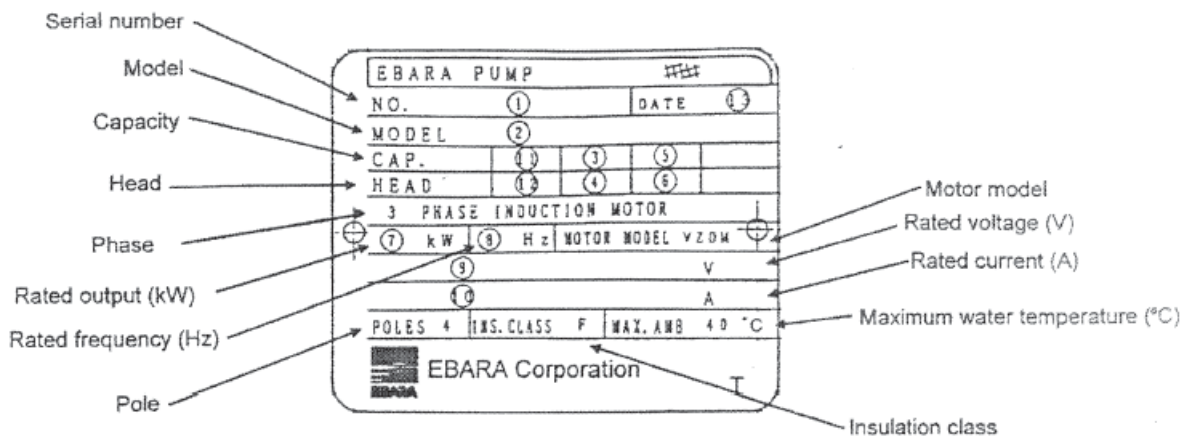 Serial number
Model
Capacity
Head
Phase
Rated output (kW)
Rated frequency (Hz)
Pole
EBARA PUMP
NO. ① DATE ⑬
MODEL ②
CAP. ⑪ ③ ⑤
HEAD ⑫ ④ ⑥
3 PHASE INDUCTION MOTOR
⑦ kW ⑧ Hz MOTOR MODEL VZDM
⑨ V
⑩ A
POLES 4 INS. CLASS F MAX. AMB 40 °C
EBARA
EBARA Corporation
T
Motor model
Rated voltage (V)
Rated current (A)
Maximum water temperature (ºC)
Insulation class